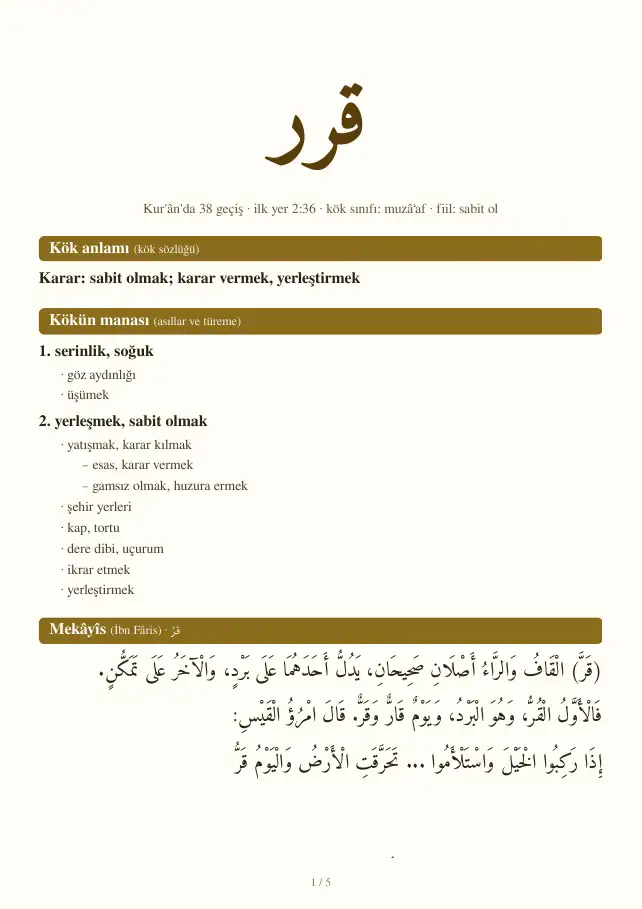 قرر
Kur'ân'da 38 geçiş · ilk yer 2:36 · kök sınıfı: muzâʿaf · fiil: sabit ol
Kök anlamı (kök sözlüğü)
Karar: sabit olmak; karar vermek, yerleştirmek
Kökün manası (asıllar ve türeme)
1. serinlik, soğuk
· göz aydınlığı
· üşümek
2. yerleşmek, sabit olmak
· yatışmak, karar kılmak
– esas, karar vermek
– gamsız olmak, huzura ermek
· şehir yerleri
· kap, tortu
· dere dibi, uçurum
· ikrar etmek
· yerleştirmek
Mekâyîs (İbn Fâris) · قرّ
(قَرَّ) الْقَافُ وَالرَّاءُ أَصْلَانِ صَحِيحَانِ، يَدُلُّ أَحَدَهُمَا عَلَى بَرْدٍ، وَالْآخَرُ عَلَى تَمَكُّنٍ.
فَالْأَوَّلُ الْقُرُّ، وَهُوَ الْبَرْدُ، وَيَوْمٌ قَارٌّ وَقَرٌّ. قَالَ امْرُؤُ الْقَيْسِ:
إِذَا رَكِبُوا الْخَيْلَ وَاسْتَلْأَمُوا ... تَحَرَّقَتِ الْأَرْضُ وَالْيَوْمُ قَرُّ
1 / 5